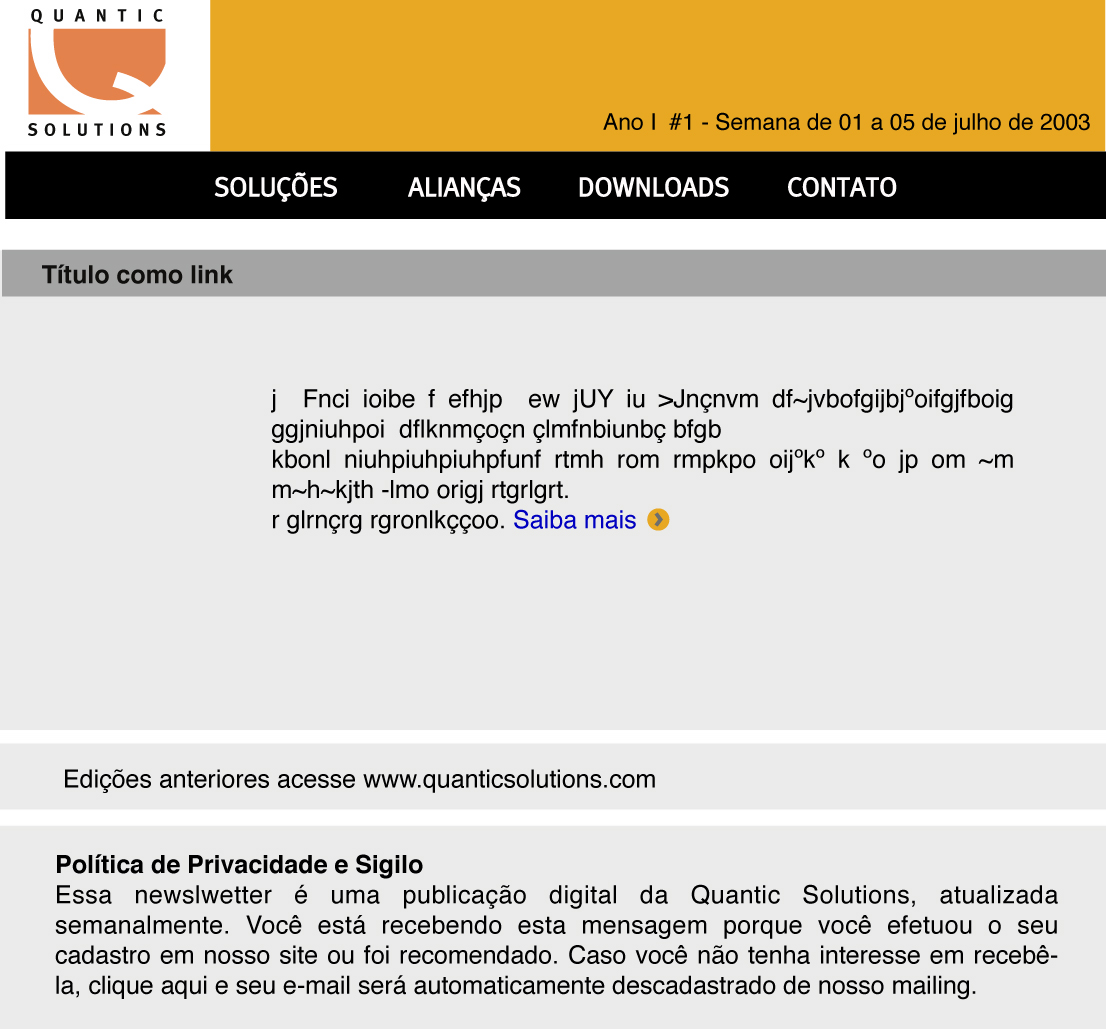 QUANTIC
SOLUTIONS
Ano I  #1 - Semana de 01 a 05 de julho de 2003
SOLUÇÕES ALIANÇAS DOWNLOADS CONTATO
Título como link
j Fnci ioibe f efhjp ew jUY iu >Jnçnvm df~jvbofgijbjºoifgjfboig
ggjniuhpoi dflknmçoçn çlmfnbiunbç bfgb
kbonl niuhpiuhpiuhpfunf rtmh rom rmpkpo oijºkº k ºo jp om ~m
m~h~kjth -lmo origj rtgrlgrt.
r glrnçrg rgronlkççoo. Saiba mais
Edições anteriores acesse www.quanticsolutions.com
Política de Privacidade e Sigilo
Essa newslwetter é uma publicação digital da Quantic Solutions, atualizada
semanalmente. Você está recebendo esta mensagem porque você efetuou o seu
cadastro em nosso site ou foi recomendado. Caso você não tenha interesse em recebê-
la, clique aqui e seu e-mail será automaticamente descadastrado de nosso mailing.